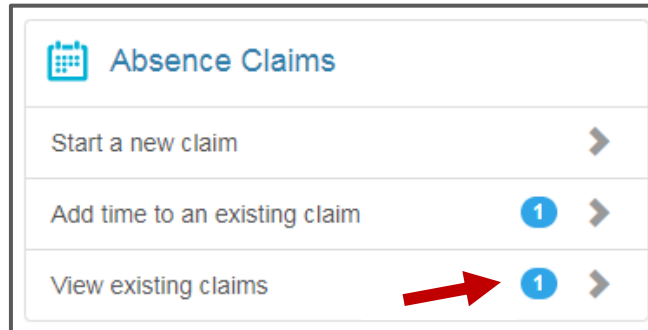 Absence Claims
Start a new claim
Add time to an existing claim 1
View existing claims 1